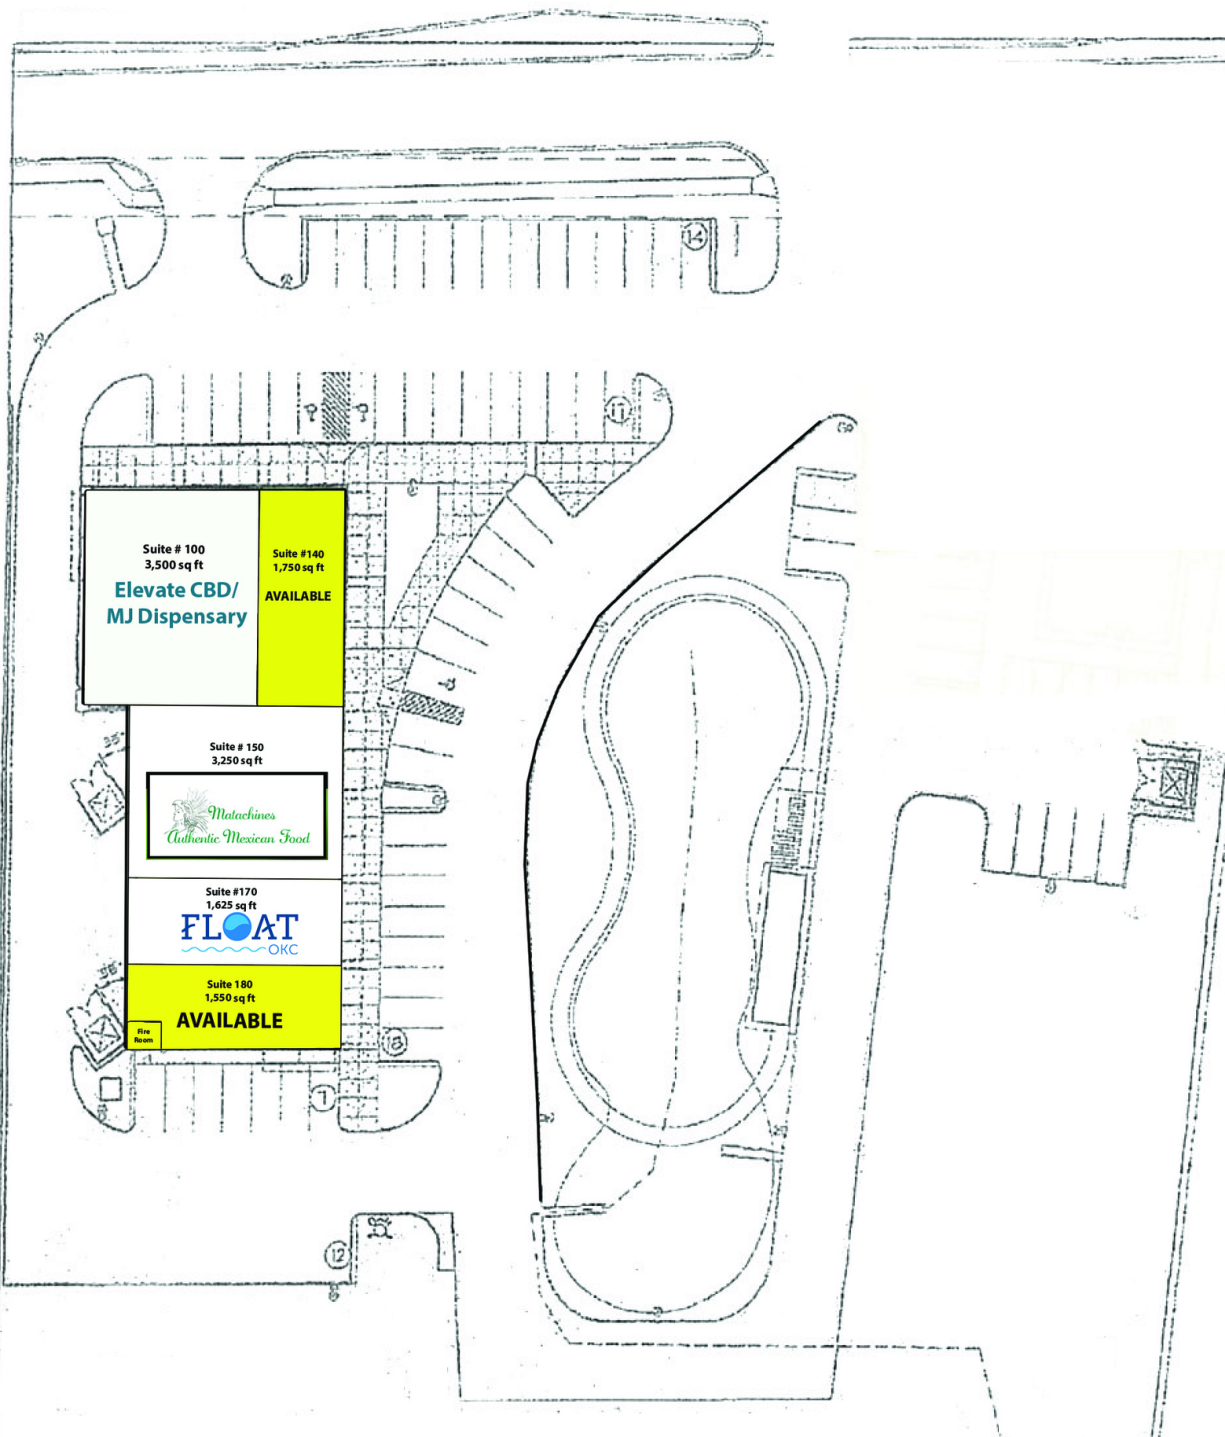 14
11
Suite # 100
3,500 sq ft
Elevate CBD/
MJ Dispensary
Suite #140
1,750 sq ft
AVAILABLE
Suite # 150
3,250 sq ft
Matachines
Authentic Mexican Food
Suite #170
1,625 sq ft
FLOAT
OKC
Suite 180
1,550 sq ft
AVAILABLE
Fire
Room
18
7
12